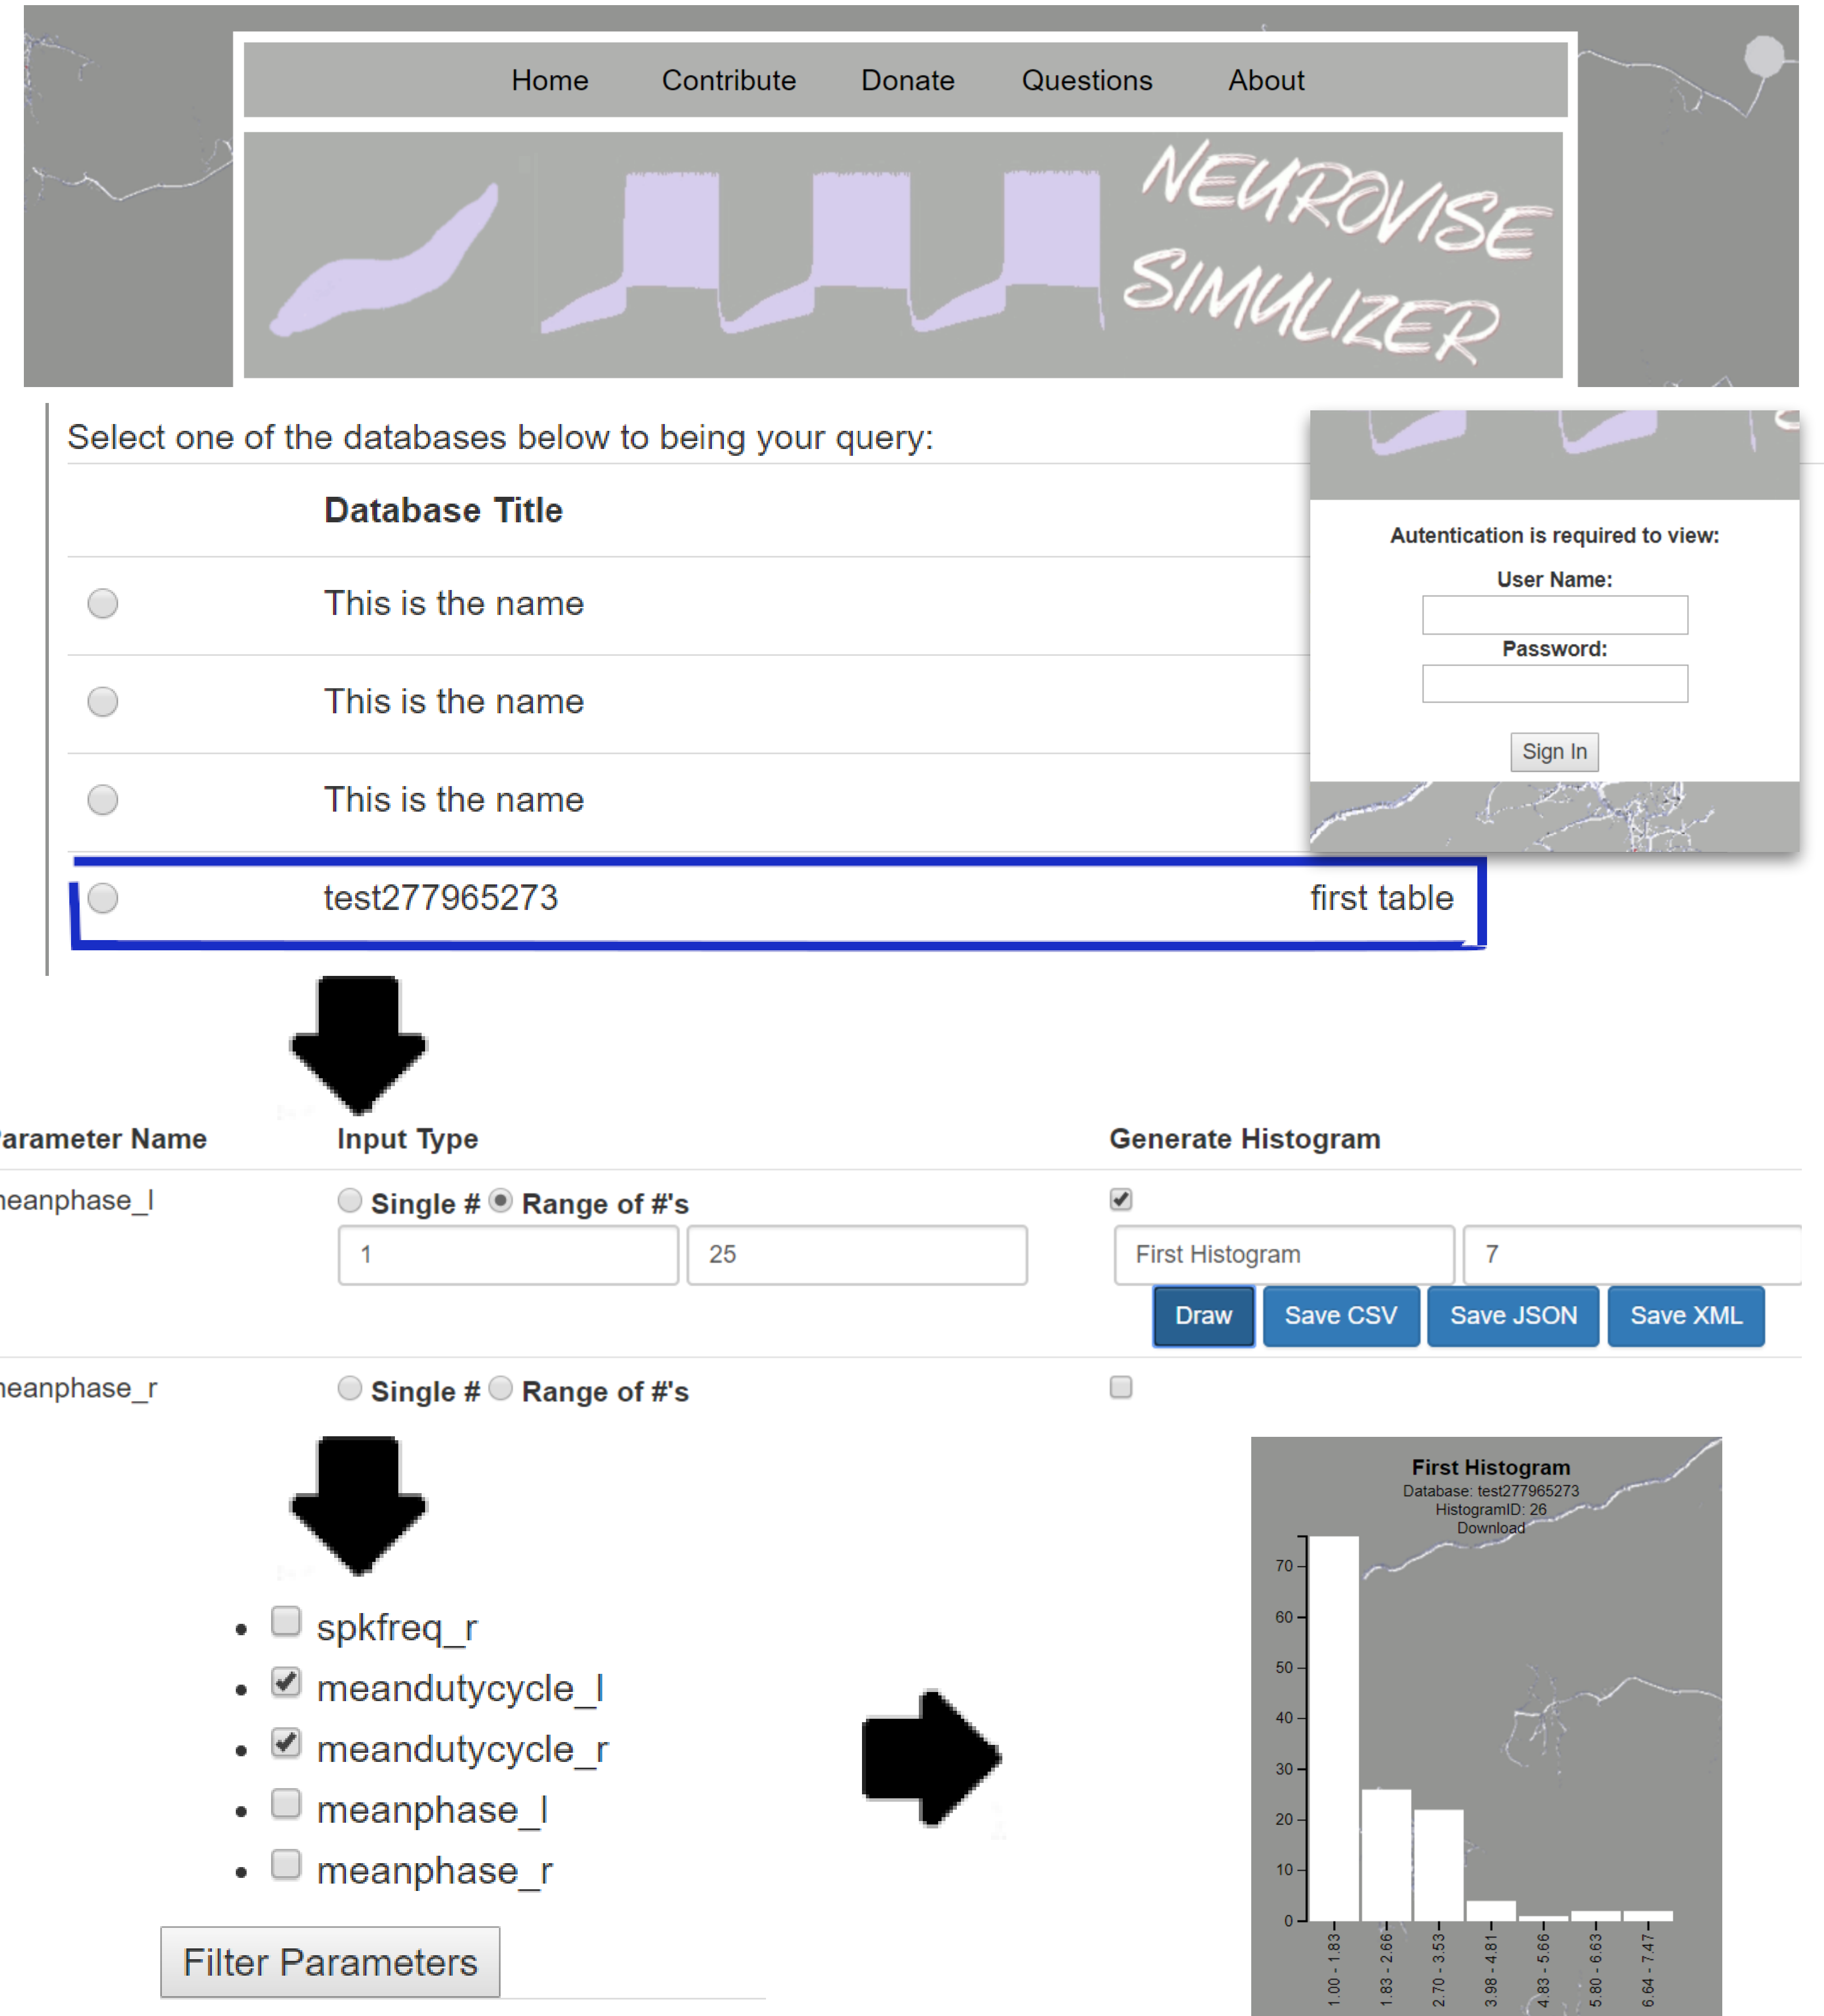 Home Contribute Donate Questions About
NEUROVISE
SIMULIZER
Select one of the databases below to being your query:
Database Title
This is the name
This is the name
This is the name
test277965273 first table
Autentication is required to view:
User Name:
Password:
Sign In
arameter Name Input Type Generate Histogram
eanphase_l Single # Range of #'s
1 25 First Histogram 7
Draw Save CSV Save JSON Save XML
eanphase_r Single # Range of #'s
spkfreq_r
meandutycycle_l
meandutycycle_r
meanphase_l
meanphase_r
Filter Parameters
First Histogram
Database: test277965273
HistogramID: 26
Download
70
60
50
40
30
20
10
0
1.00 - 1.83
1.83 - 2.66
2.70 - 3.53
3.98 - 4.81
4.83 - 5.66
5.80 - 6.63
6.64 - 7.47